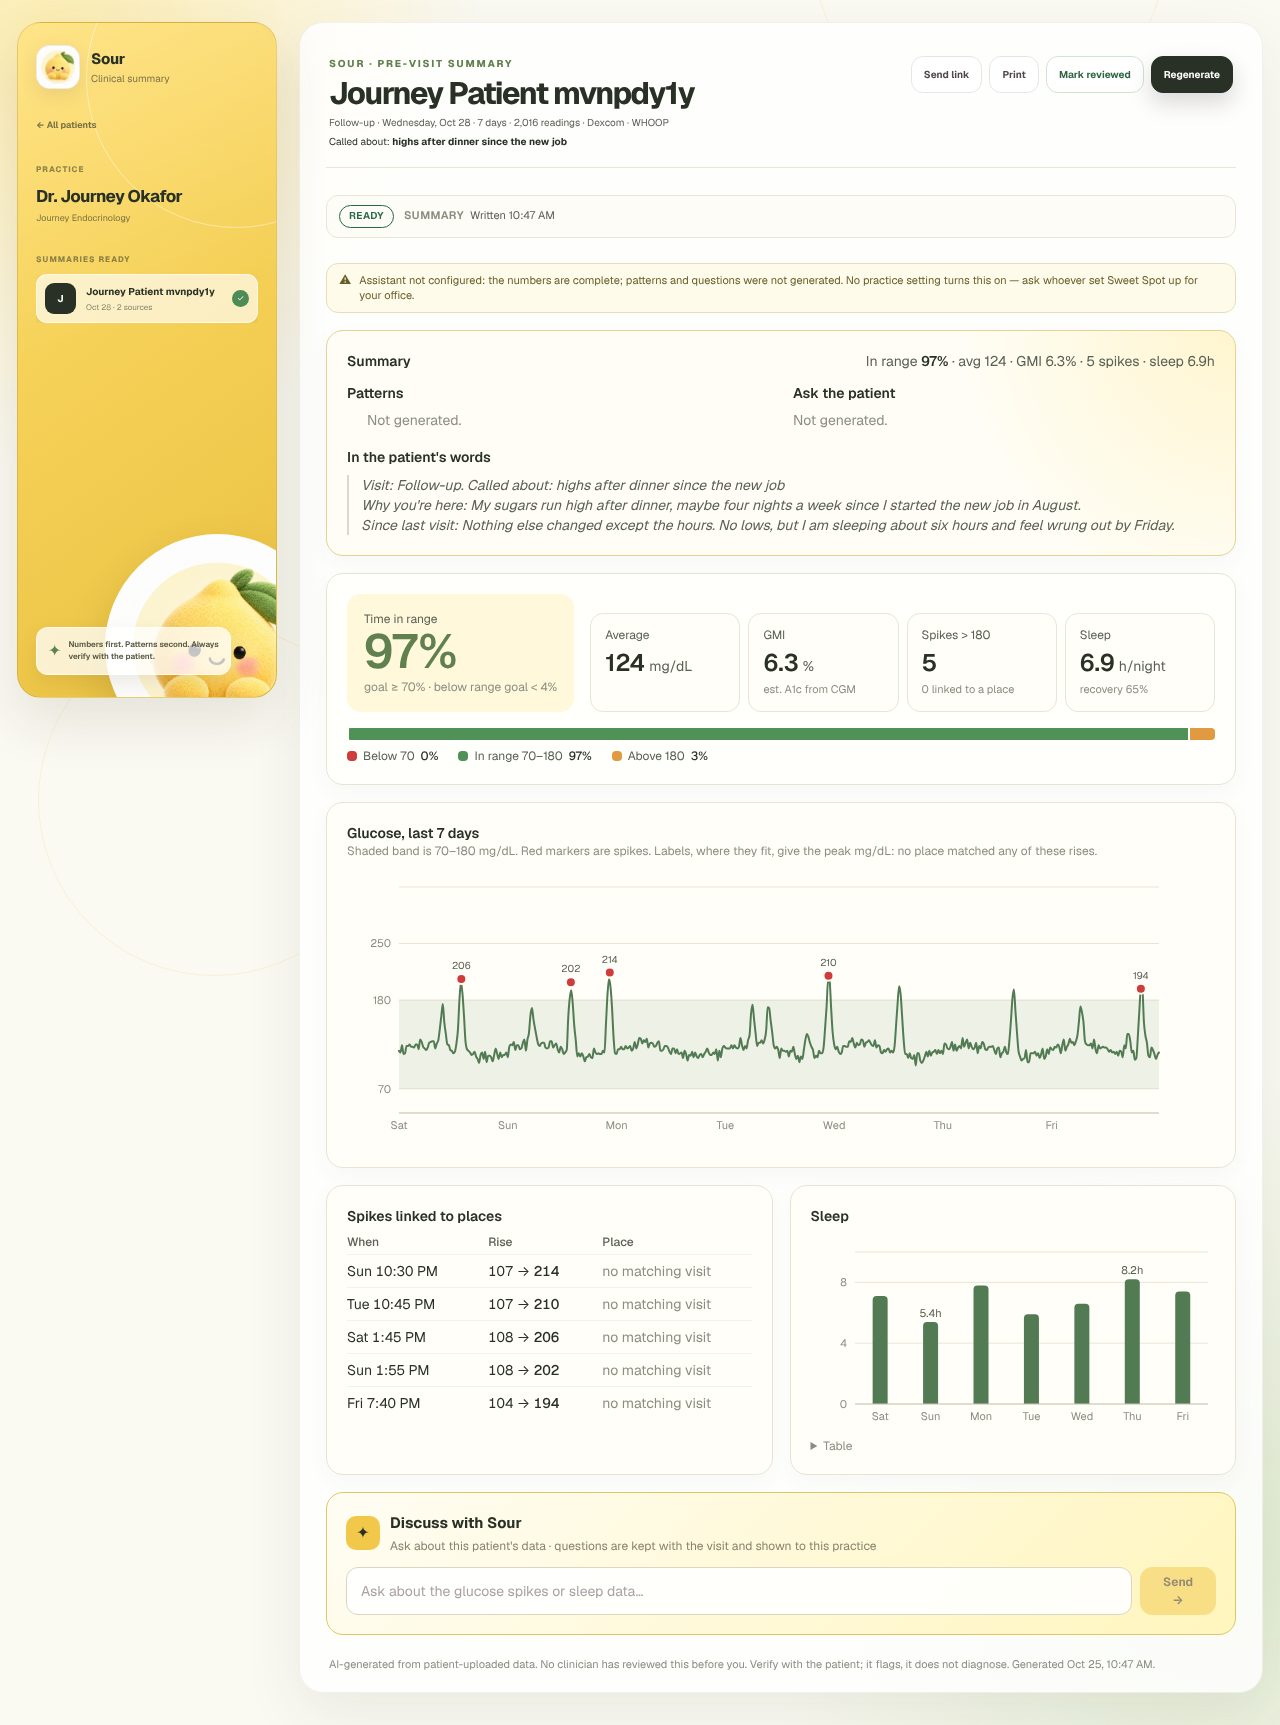 Sour
Clinical summary
← All patients
PRACTICE
Dr. Journey Okafor
Journey Endocrinology
SUMMARIES READY
J
Journey Patient mvnpdy1y
Oct 28 · 2 sources
Numbers first. Patterns second. Always
verify with the patient.
SOUR · PRE-VISIT SUMMARY
Journey Patient mvnpdy1y
Follow-up · Wednesday, Oct 28 · 7 days · 2,016 readings · Dexcom · WHOOP
Called about: highs after dinner since the new job
Send link
Print
Mark reviewed
Regenerate
READY SUMMARY Written 10:47 AM
Assistant not configured: the numbers are complete; patterns and questions were not generated. No practice setting turns this on — ask whoever set Sweet Spot up for
your office.
Summary
In range 97% · avg 124 · GMI 6.3% · 5 spikes · sleep 6.9h
Patterns
Not generated.
Ask the patient
Not generated.
In the patient's words
Visit: Follow-up. Called about: highs after dinner since the new job
Why you're here: My sugars run high after dinner, maybe four nights a week since I started the new job in August.
Since last visit: Nothing else changed except the hours. No lows, but I am sleeping about six hours and feel wrung out by Friday.
Time in range
97%
goal ≥ 70% · below range goal < 4%
Average
124 mg/dL
GMI
6.3 %
est. A1c from CGM
Spikes > 180
5
0 linked to a place
Sleep
6.9 h/night
recovery 65%
Below 70 0% In range 70–180 97% Above 180 3%
Glucose, last 7 days
Shaded band is 70–180 mg/dL. Red markers are spikes. Labels, where they fit, give the peak mg/dL: no place matched any of these rises.
250
180
70
206
202
214
210
194
Sat Sun Mon Tue Wed Thu Fri
Spikes linked to places
When Rise Place
Sun 10:30 PM 107 → 214 no matching visit
Tue 10:45 PM 107 → 210 no matching visit
Sat 1:45 PM 108 → 206 no matching visit
Sun 1:55 PM 108 → 202 no matching visit
Fri 7:40 PM 104 → 194 no matching visit
Sleep
8
4
0
5.4h
8.2h
Sat Sun Mon Tue Wed Thu Fri
▶ Table
Discuss with Sour
Ask about this patient's data · questions are kept with the visit and shown to this practice
Ask about the glucose spikes or sleep data...
Send
→
AI-generated from patient-uploaded data. No clinician has reviewed this before you. Verify with the patient; it flags, it does not diagnose. Generated Oct 25, 10:47 AM.